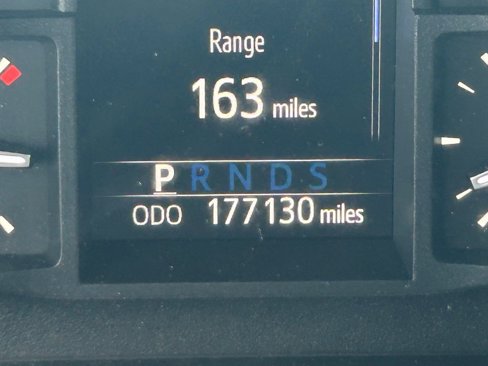 Range
163 miles
P R N D S
ODO 177130 miles